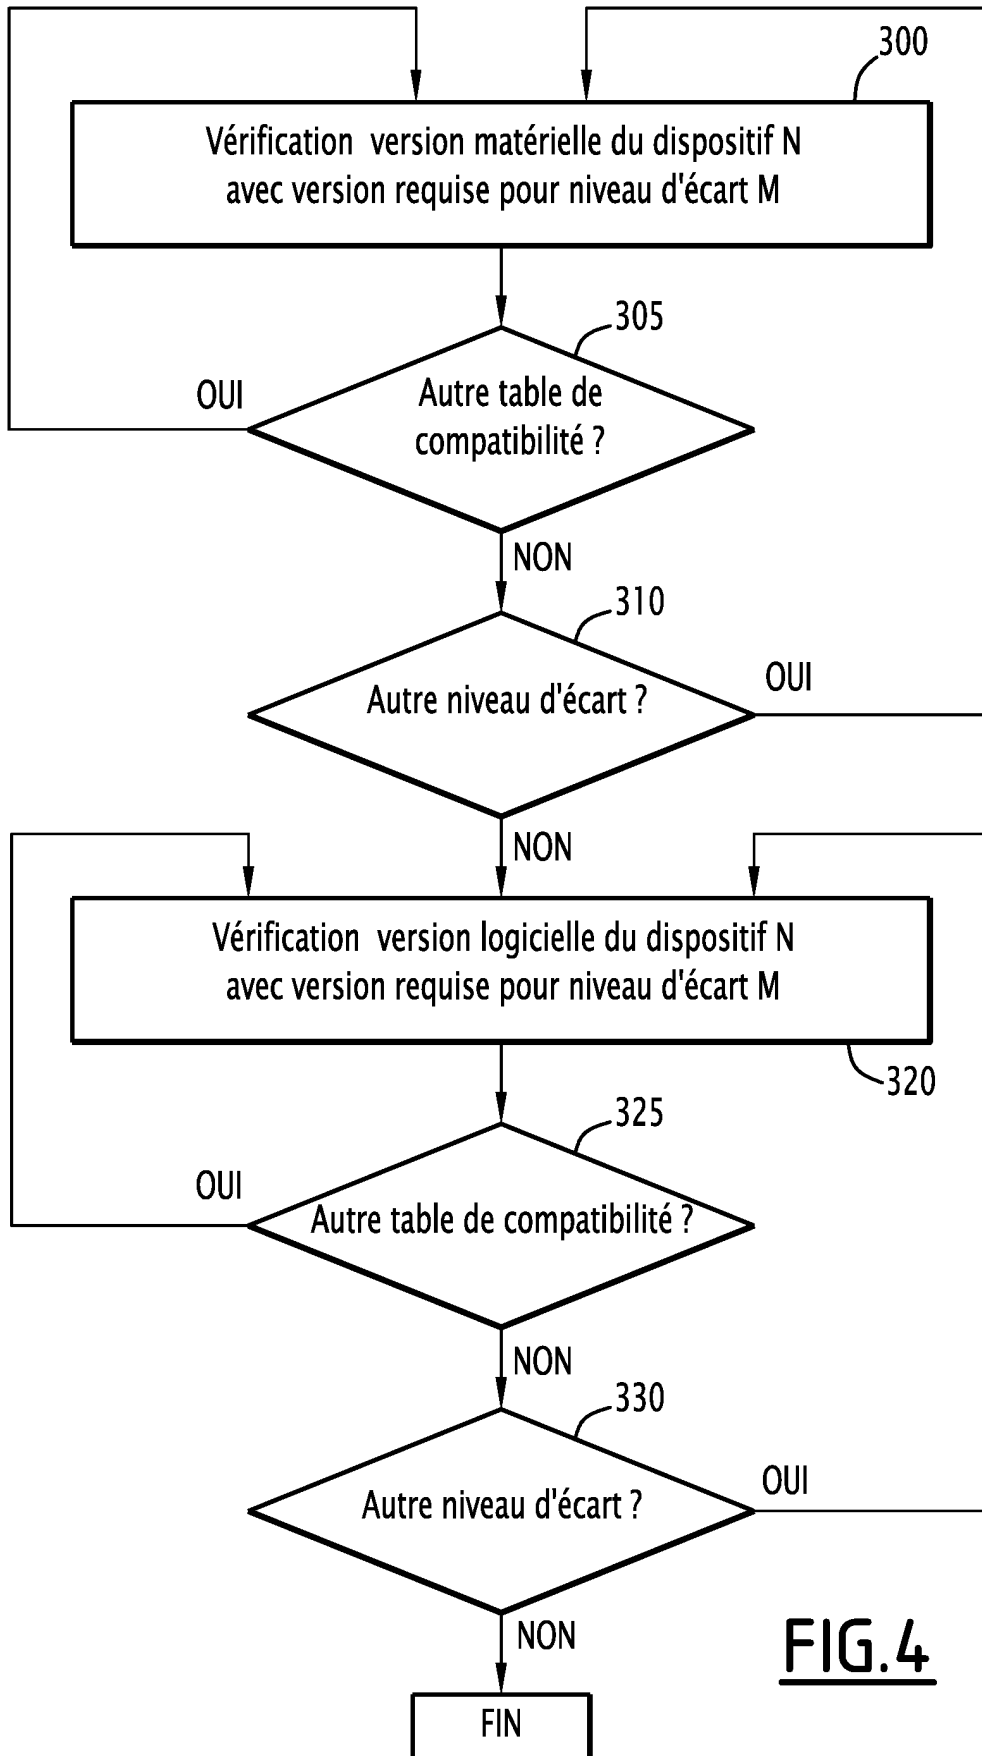 300
Vérification version matérielle du dispositif N
avec version requise pour niveau d'écart M
305
OUI
Autre table de
compatibilité ?
NON
310
OUI
Autre niveau d'écart ?
NON
Vérification version logicielle du dispositif N
avec version requise pour niveau d'écart M
320
325
OUI
Autre table de compatibilité ?
NON
330
OUI
Autre niveau d'écart ?
NON
FIG.4
FIN